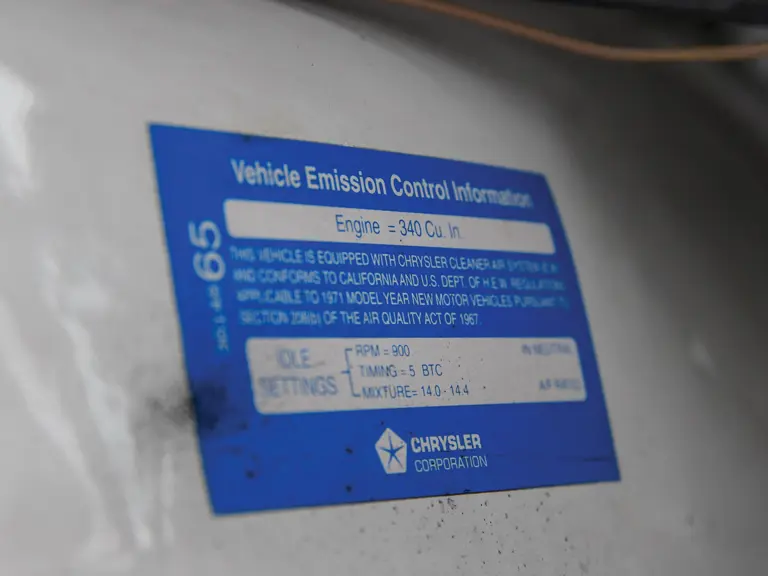 Vehicle Emission Control Information
Engine = 340 Cu. In.
THIS VEHICLE IS EQUIPPED WITH CHRYSLER CLEANER AIR SYSTEM
AND CONFORMS TO CALIFORNIA AND U.S. DEPT. OF H.E.W. REGULATIONS
APPLICABLE TO 1971 MODEL YEAR NEW MOTOR VEHICLES PURSUANT TO
SECTION OF THE AIR QUALITY ACT OF 1967.
65
IDLE
SETTINGS
RPM = 900
TIMING = 5 BTC
MIXTURE= 14.0 - 14.4
IN NEUTRAL
AIR RATIO
CHRYSLER
CORPORATION